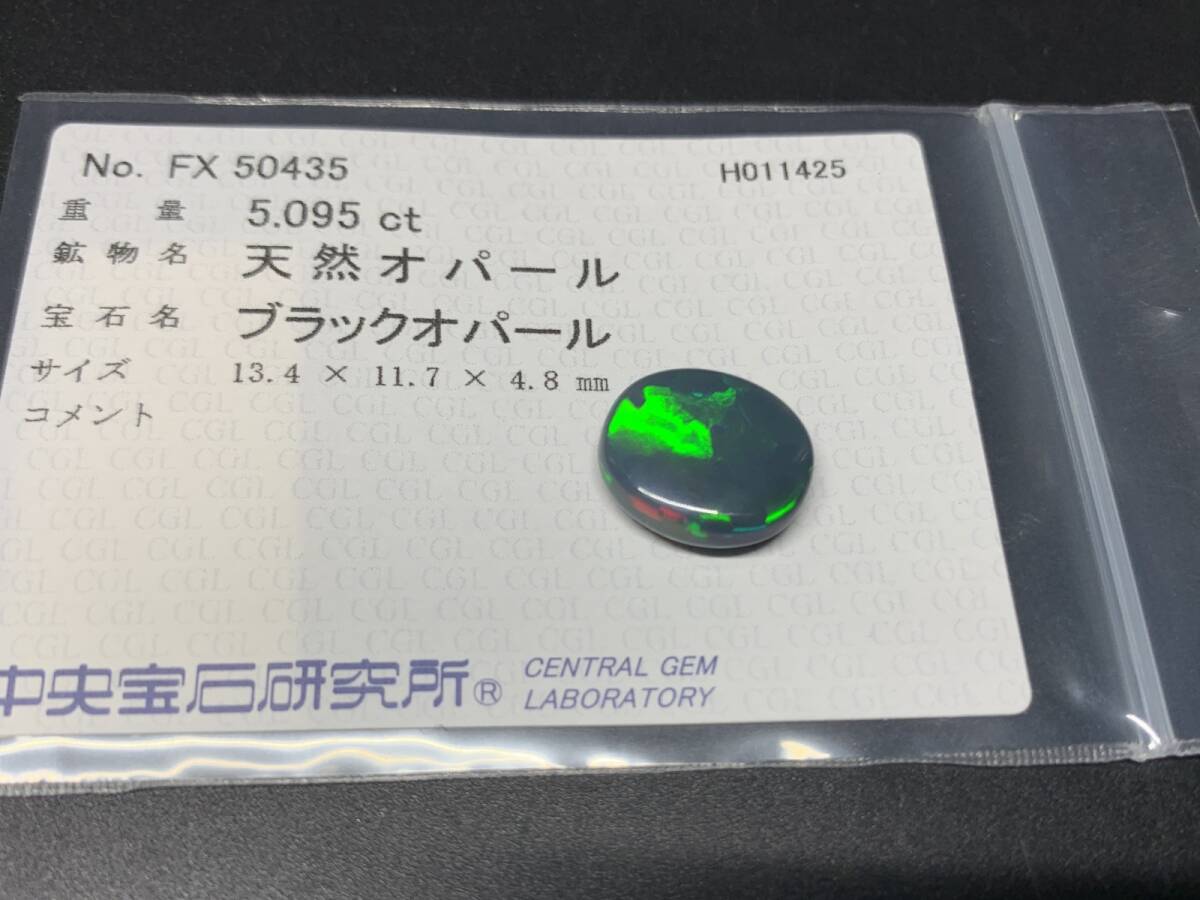 No. FX 50435 H011425
重量 5.095 ct
鉱物名 天然オパール
宝石名 ブラックオパール
サイズ 13.4 × 11.7 × 4.8 ㎜
コメント
中央宝石研究所® CENTRAL GEM
LABORATORY